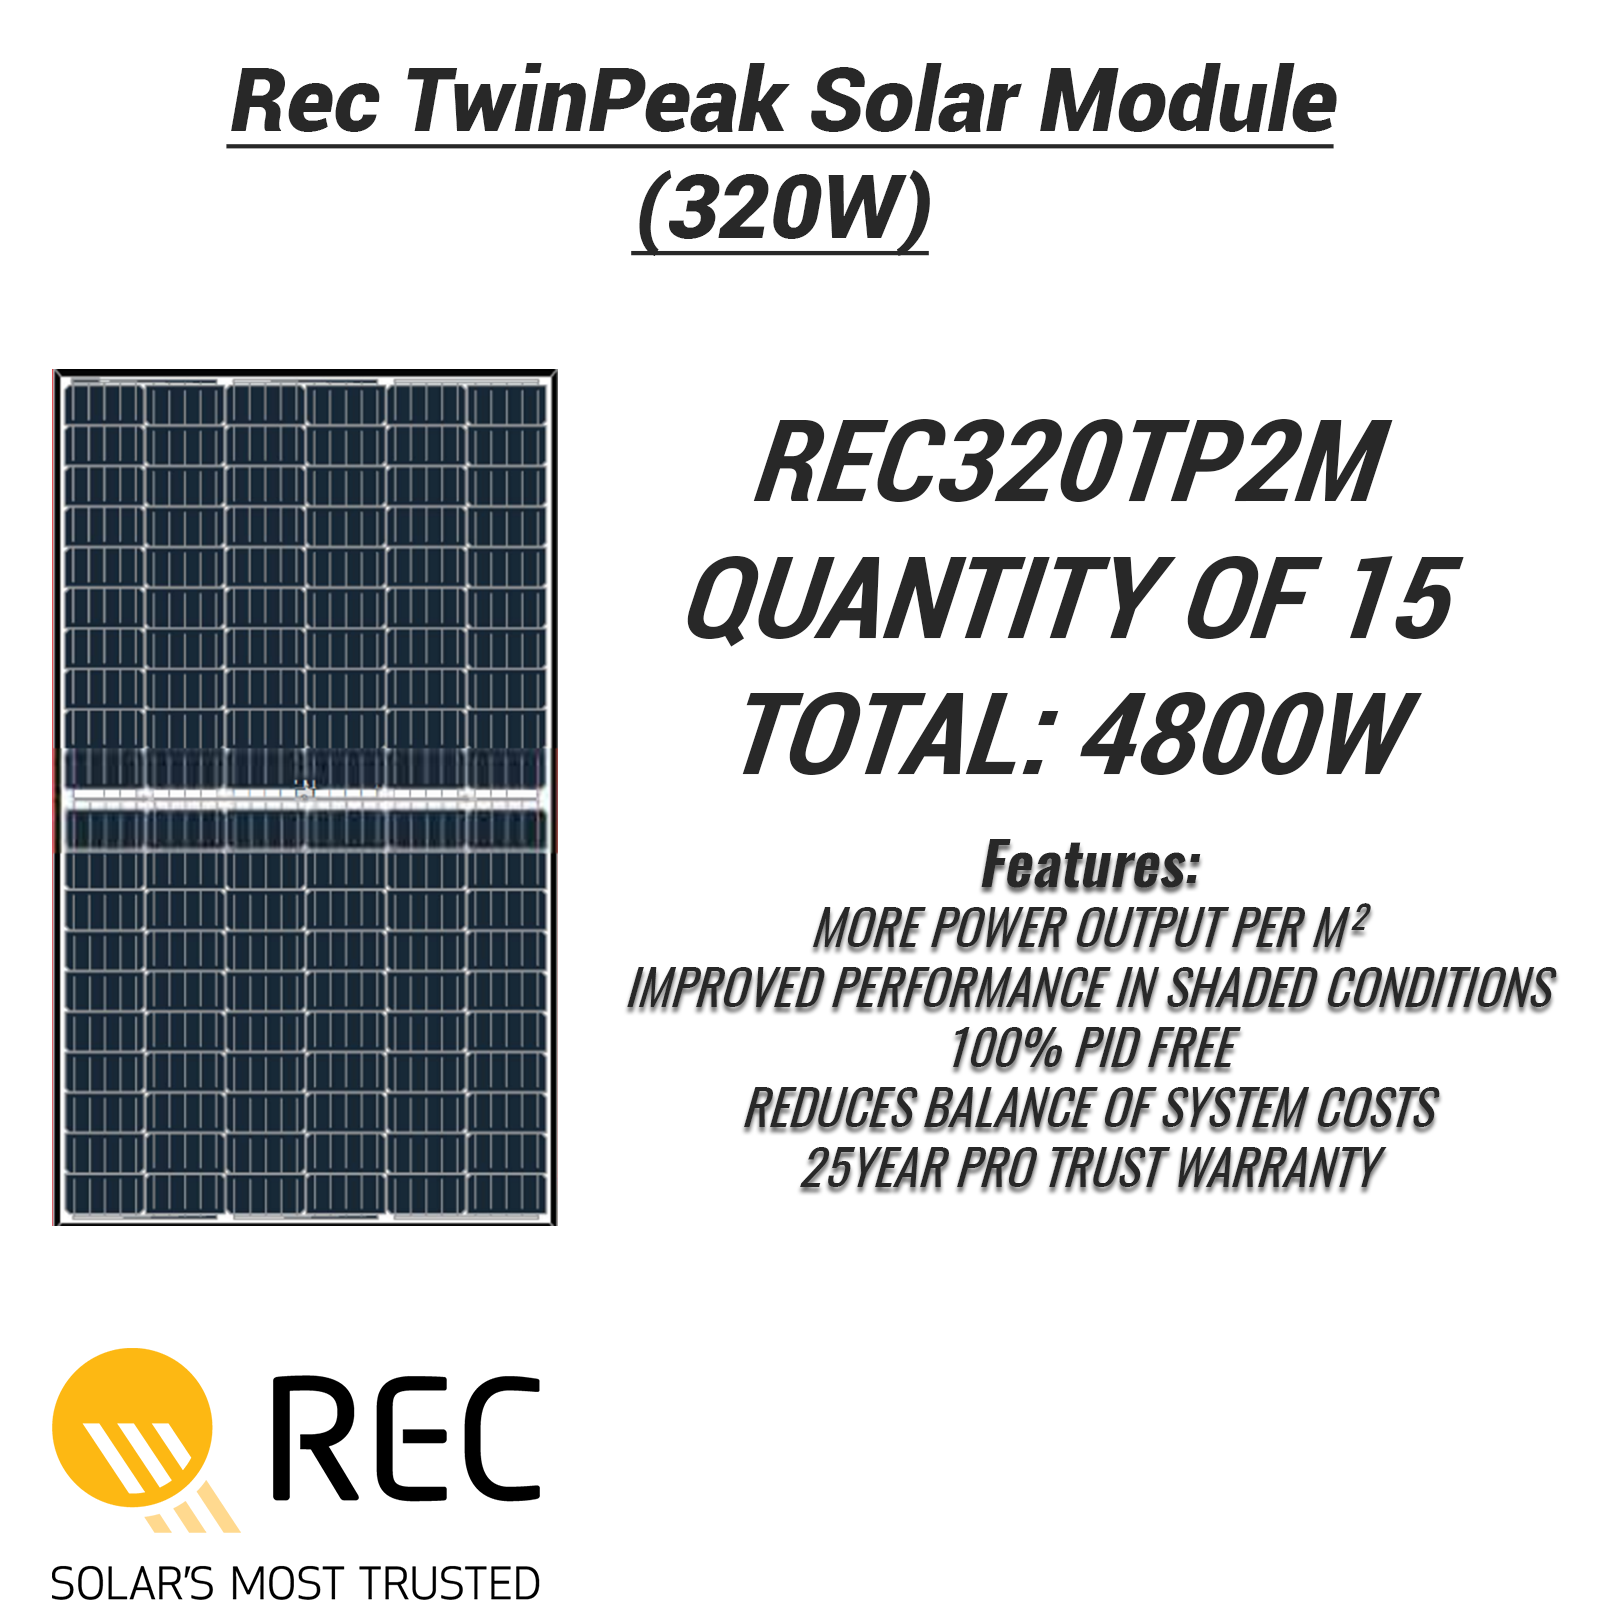 Rec TwinPeak Solar Module
(320W)
REC320TP2M
QUANTITY OF 15
TOTAL: 4800W
Features:
MORE POWER OUTPUT PER M²
IMPROVED PERFORMANCE IN SHADED CONDITIONS
100% PID FREE
REDUCES BALANCE OF SYSTEM COSTS
25YEAR PRO TRUST WARRANTY
REC
SOLAR'S MOST TRUSTED